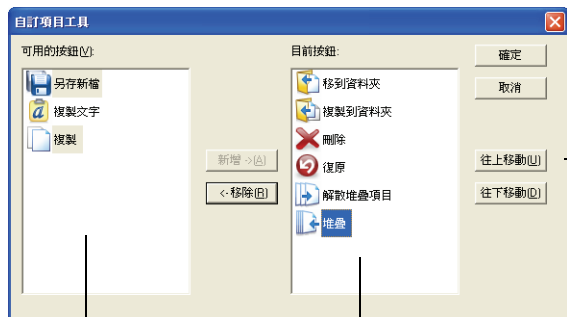 自訂項目工具
可用的按鈕(V):
另存新檔
複製文字
複製
新增 ->(A)
<-移除(R)
目前按鈕:
移到資料夾
複製到資料夾
刪除
復原
解散堆疊項目
堆疊
確定
取消
往上移動(U)
往下移動(D)